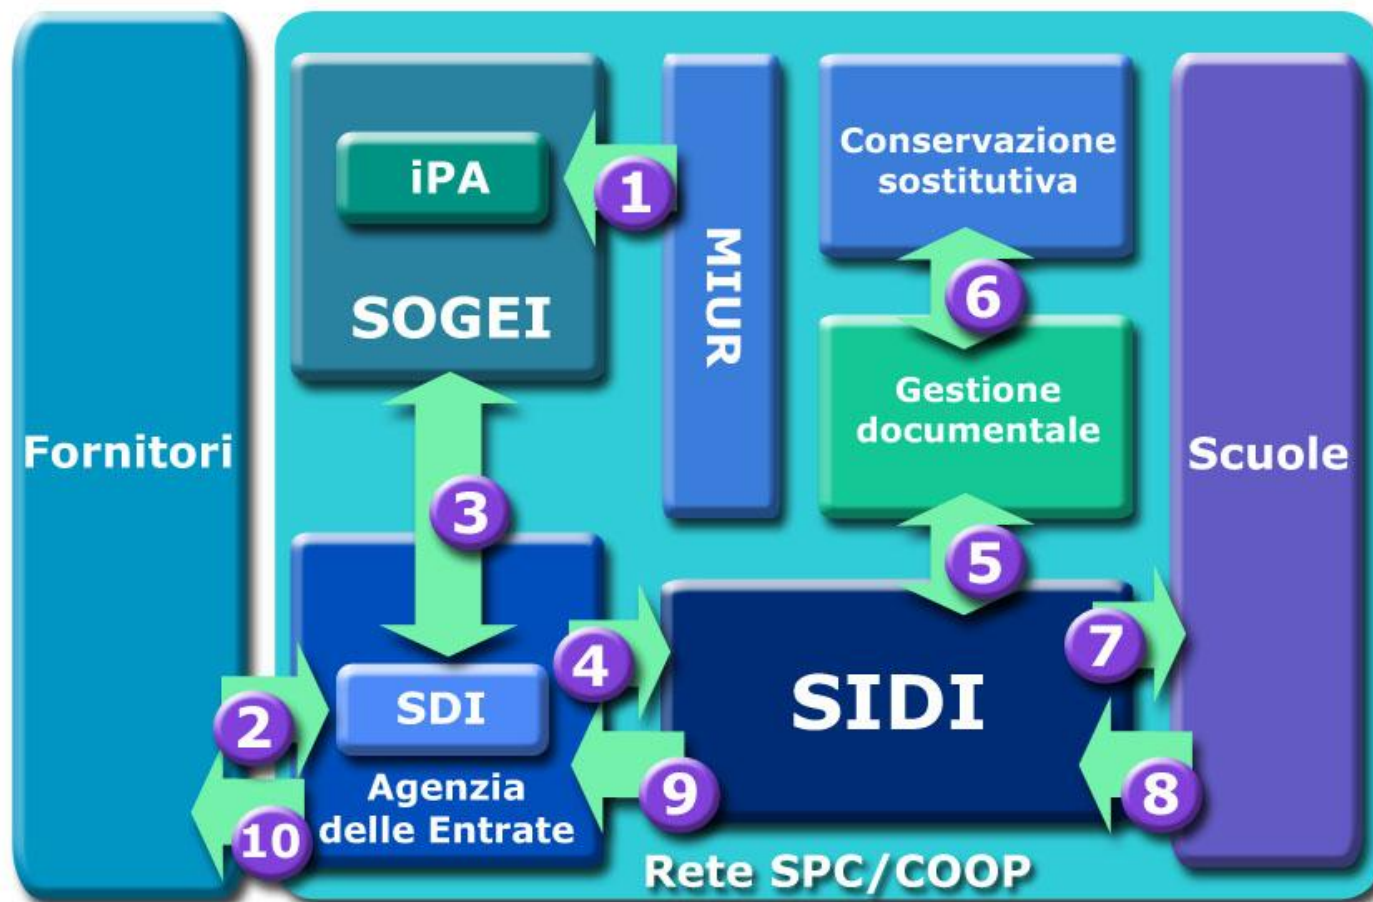 iPA
1
SOGEI
MIUR
Conservazione
sostitutiva
6
Gestione
documentale
Fornitori
Scuole
3
5
4
7
SDI
SIDI
2
Agenzia
delle Entrate
9
8
10
Rete SPC/COOP